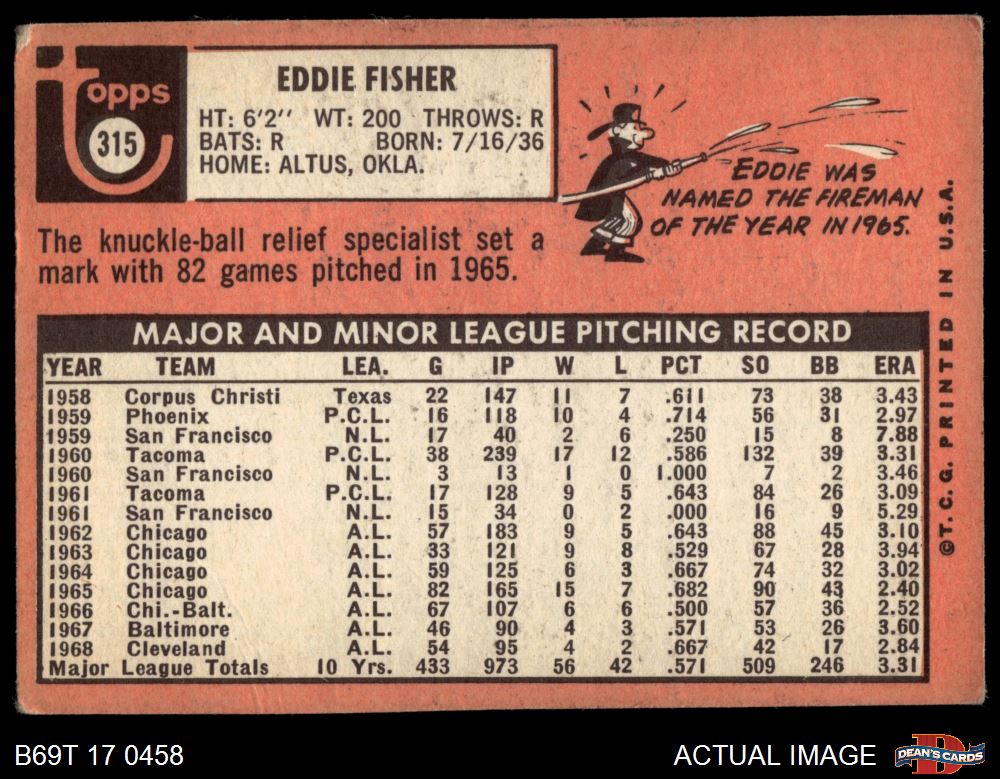 Topps
315
EDDIE FISHER
HT: 6'2'' WT: 200 THROWS: R
BATS: R BORN: 7/16/36
HOME: ALTUS, OKLA.
EDDIE WAS
NAMED THE FIREMAN
OF THE YEAR IN 1965.
The knuckle-ball relief specialist set a
mark with 82 games pitched in 1965.
MAJOR AND MINOR LEAGUE PITCHING RECORD
YEAR TEAM LEA. G IP W L PCT SO BB ERA
1958 Corpus Christi Texas 22 147 11 7 .611 73 38 3.43
1959 Phoenix P.C.L. 16 118 10 4 .714 56 31 2.97
1959 San Francisco N.L. 17 40 2 6 .250 15 8 7.88
1960 Tacoma P.C.L. 38 239 17 12 .586 132 39 3.31
1960 San Francisco N.L. 3 13 1 0 1.000 7 2 3.46
1961 Tacoma P.C.L. 17 128 9 5 .643 84 26 3.09
1961 San Francisco N.L. 15 34 0 2 .000 16 9 5.29
1962 Chicago A.L. 57 183 9 5 .643 88 45 3.10
1963 Chicago A.L. 33 121 9 8 .529 67 28 3.94
1964 Chicago A.L. 59 125 6 3 .667 74 32 3.02
1965 Chicago A.L. 82 165 15 7 .682 90 43 2.40
1966 Chi.-Balt. A.L. 67 107 6 6 .500 57 36 2.52
1967 Baltimore A.L. 46 90 4 3 .571 53 26 3.60
1968 Cleveland A.L. 54 95 4 2 .667 42 17 2.84
Major League Totals 10 Yrs. 433 973 56 42 .571 509 246 3.31
©T.C.G. PRINTED IN U.S.A.
B69T 17 0458 ACTUAL IMAGE
DEAN'S CARDS